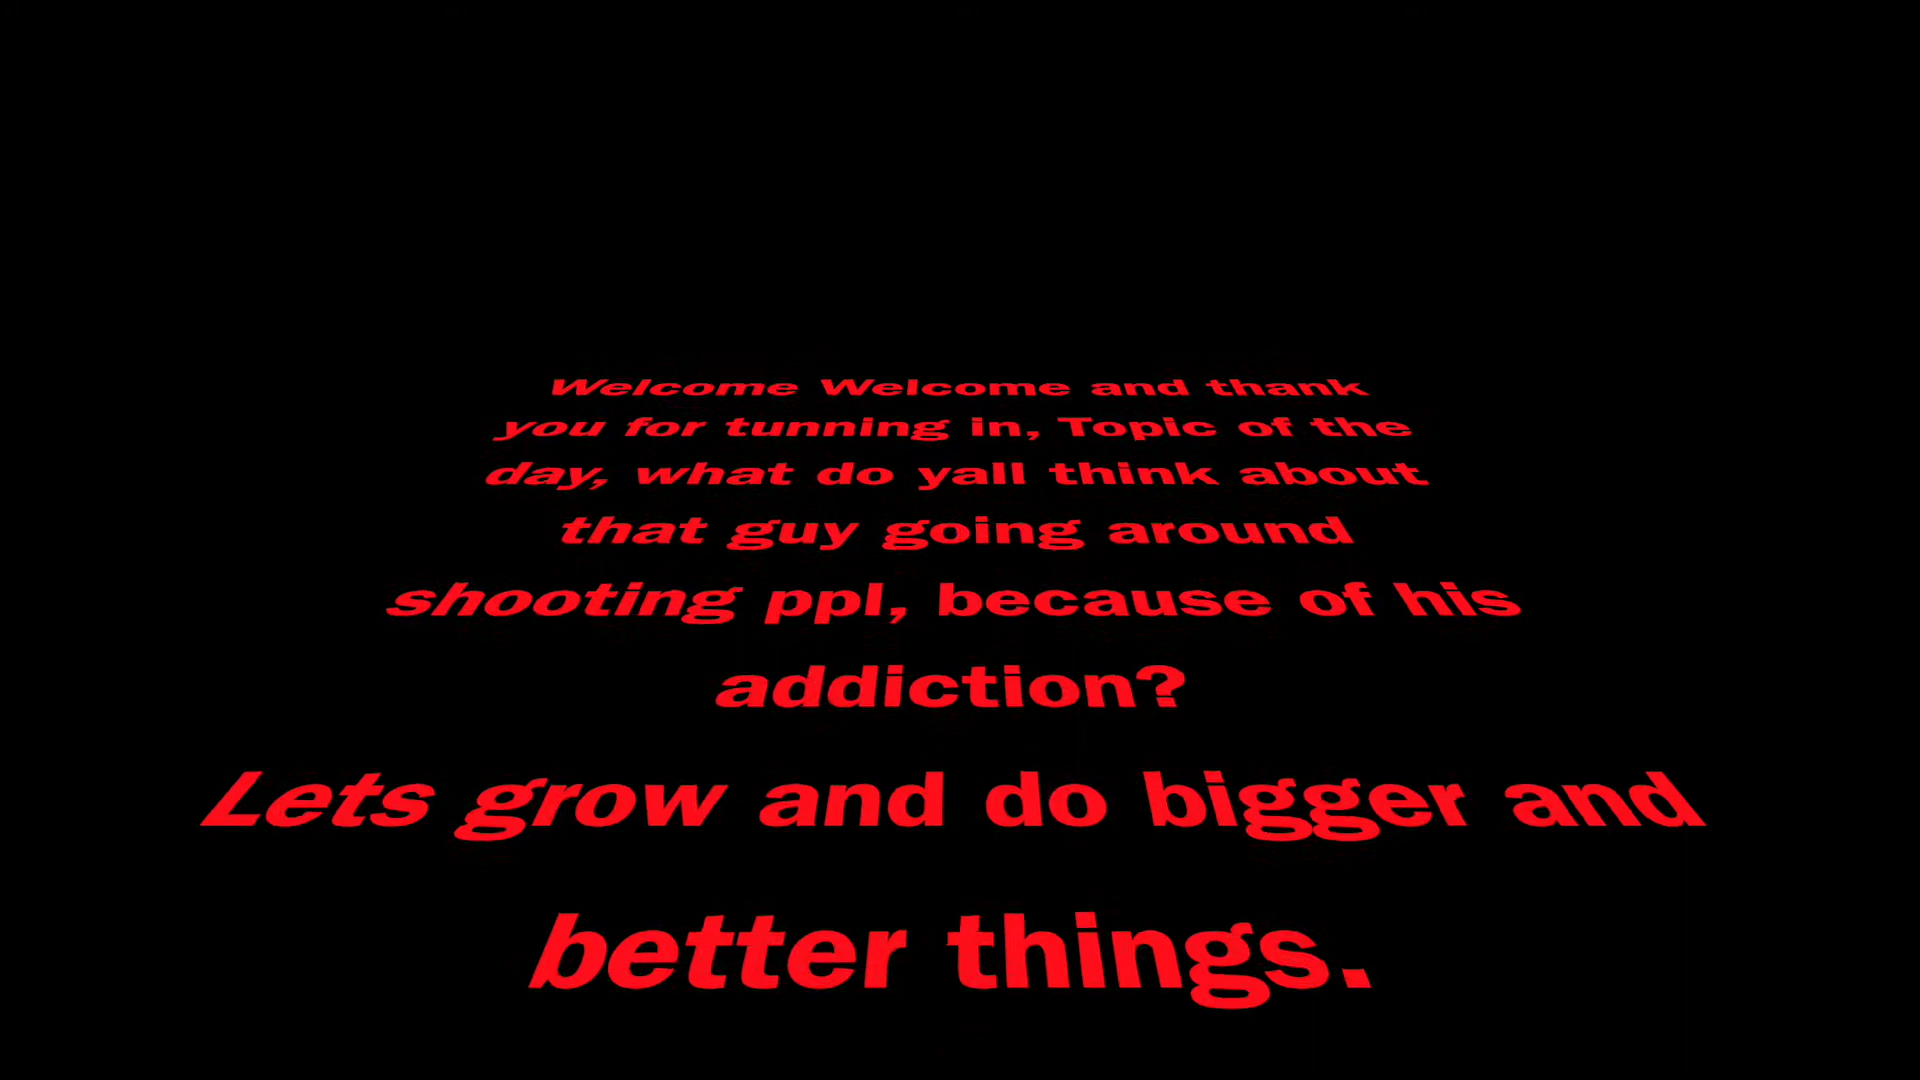 Welcome Welcome and thank
you for tunning in, Topic of the
day, what do yall think about
that guy going around
shooting ppl, because of his
addiction?
Lets grow and do bigger and
better things.